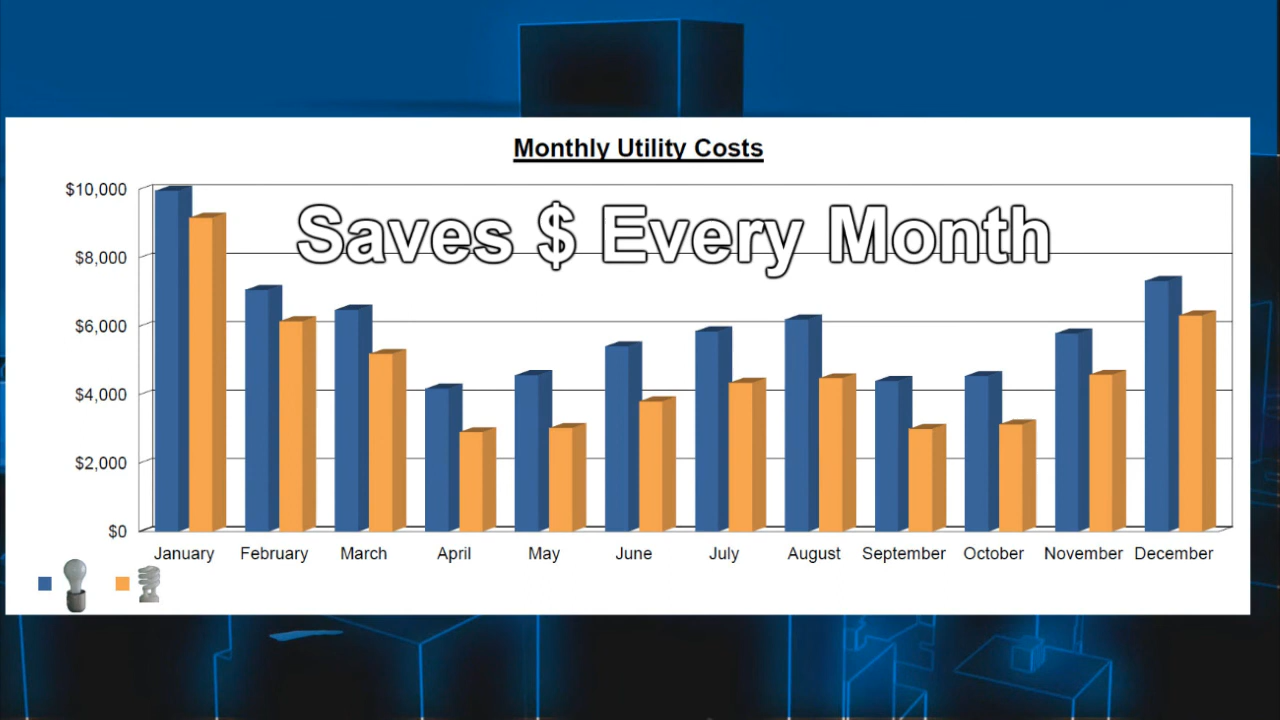 Monthly Utility Costs
Saves $ Every Month
$10,000
$8,000
$6,000
$4,000
$2,000
$0
January February March April May June July August September October November December